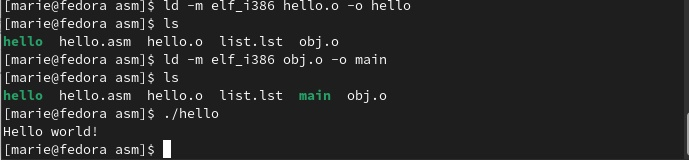 [marie@fedora asm]$ ld -m elf_i386 hello.o -o hello
[marie@fedora asm]$ ls
hello  hello.asm  hello.o  list.lst  obj.o
[marie@fedora asm]$ ld -m elf_i386 obj.o -o main
[marie@fedora asm]$ ls
hello  hello.asm  hello.o  list.lst  main  obj.o
[marie@fedora asm]$ ./hello
Hello world!
[marie@fedora asm]$